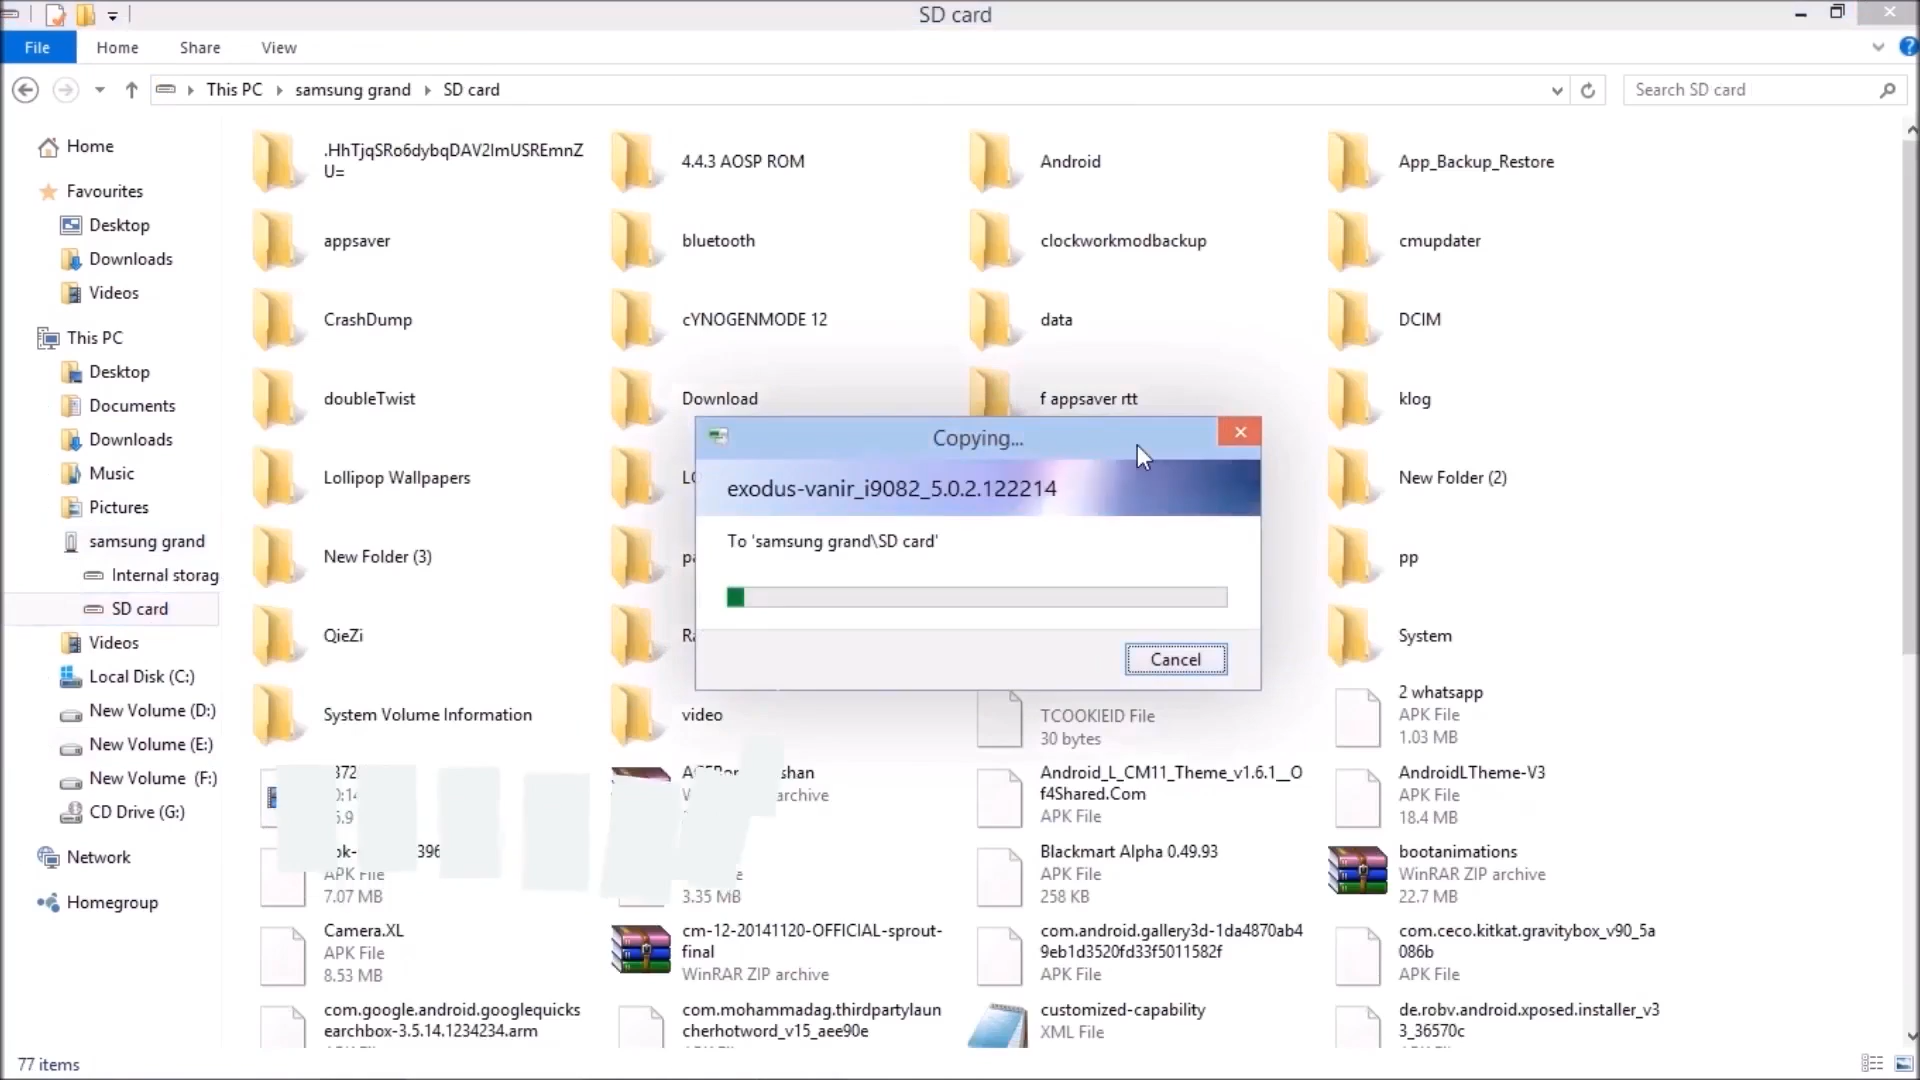 SD card
File Home Share View
This PC samsung grand SD card
Search SD card
Home
Favourites
Desktop
Downloads
Videos
This PC
Desktop
Documents
Downloads
Music
Pictures
samsung grand
Internal storag
SD card
Videos
Local Disk (C:)
New Volume (D:)
New Volume (E:)
New Volume (F:)
CD Drive (G:)
Network
Homegroup
.HhTjqSRo6dybqDAV2lmUSREmnZ
U=
4.4.3 AOSP ROM
Android
App_Backup_Restore
appsaver
bluetooth
clockworkmodbackup
cmupdater
CrashDump
cYNOGENMODE 12
data
DCIM
doubleTwist
Download
f appsaver rtt
klog
Lollipop Wallpapers
New Folder (2)
New Folder (3)
pp
QieZi
System
System Volume Information
video
TCOOKIEID File
30 bytes
2 whatsapp
APK File
1.03 MB
Copying...
exodus-vanir_i9082_5.0.2.122214
To 'samsung grand\SD card'
Cancel
archive
Android_L_CM11_Theme_v1.6.1__O
f4Shared.Com
APK File
AndroidLTheme-V3
APK File
18.4 MB
APK File
7.07 MB
3.35 MB
Blackmart Alpha 0.49.93
APK File
258 KB
bootanimations
WinRAR ZIP archive
22.7 MB
Camera.XL
APK File
8.53 MB
cm-12-20141120-OFFICIAL-sprout-
final
WinRAR ZIP archive
com.android.gallery3d-1da4870ab4
9eb1d3520fd33f5011582f
APK File
com.ceco.kitkat.gravitybox_v90_5a
086b
APK File
com.google.android.googlequicks
earchbox-3.5.14.1234234.arm
com.mohammadag.thirdpartylaun
cherhotword_v15_aee90e
customized-capability
XML File
de.robv.android.xposed.installer_v3
3_36570c
77 items